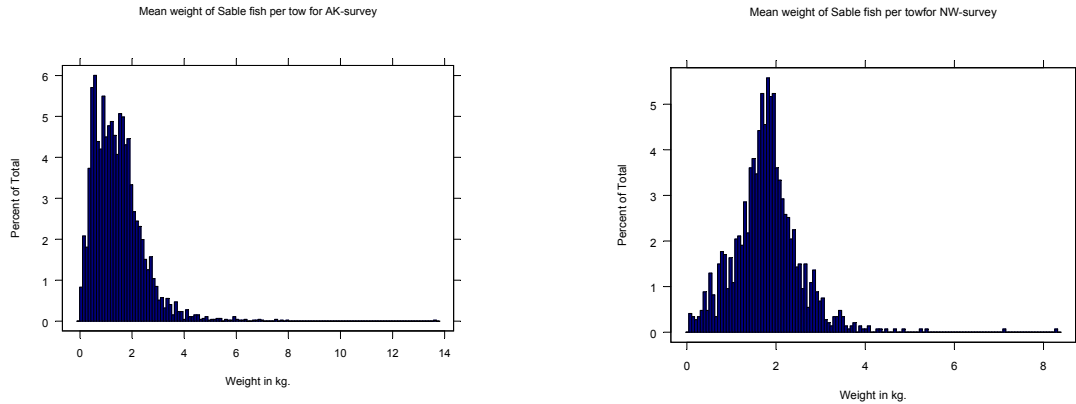 Mean weight of Sable fish per tow for AK-survey
6
5
4
3
2
1
0
Percent of Total
0 2 4 6 8 10 12 14
Weight in kg.
Mean weight of Sable fish per towfor NW-survey
5
4
3
2
1
0
Percent of Total
0 2 4 6 8
Weight in kg.